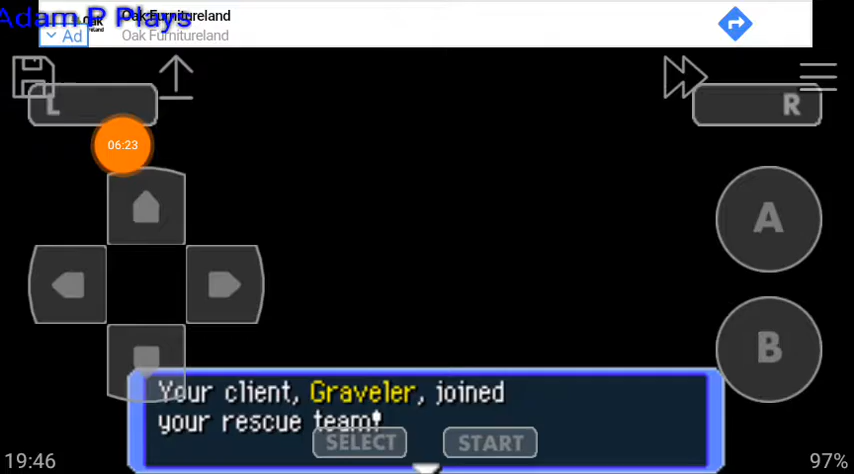 Adam P Plays
Oak Furnitureland
Ad
Oak Furnitureland
L
R
06:23
A
B
Your client, Graveler, joined
your rescue team!
SELECT
START
19:46
97%